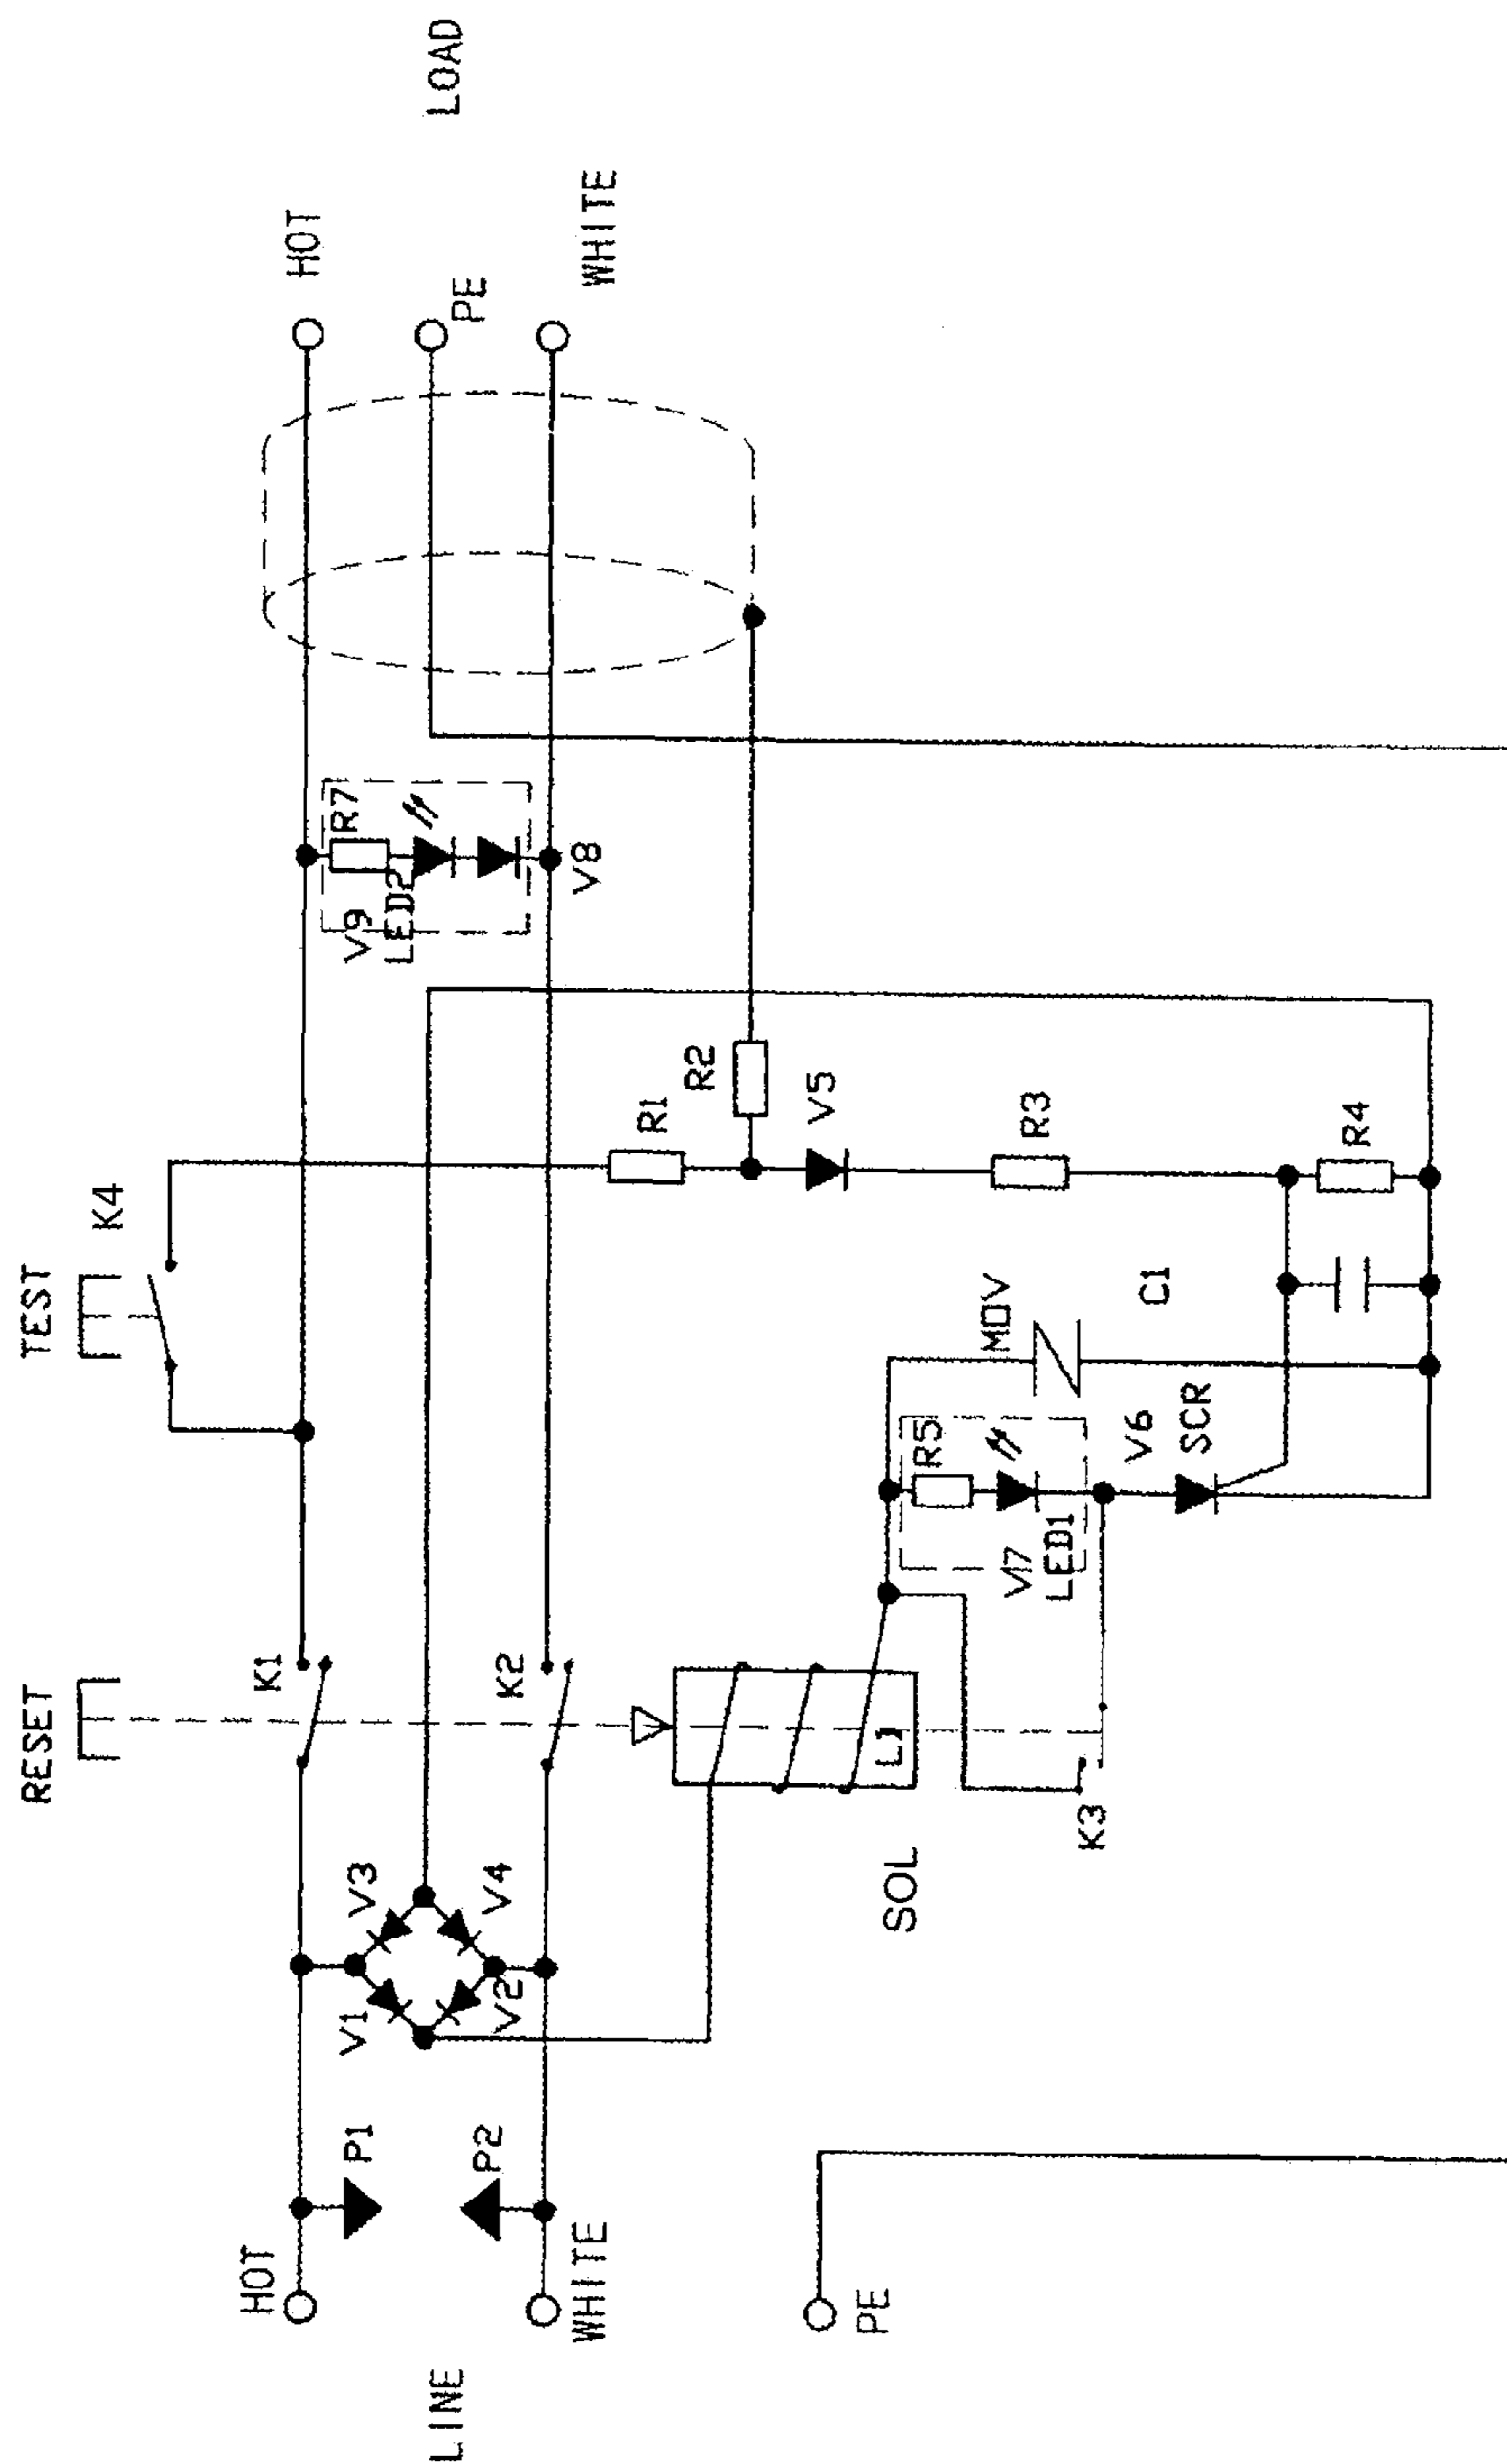 LINE
HOT
WHITE
PE
P1
P2
V1
V3
V2
V4
RESET
K1
K2
SOL
L1
K3
TEST
K4
R5
V7
LED1
MOV
V6
SCR
C1
R1
R2
V5
R3
R4
V9
LED2
R7
V8
HOT
PE
WHITE
LOAD